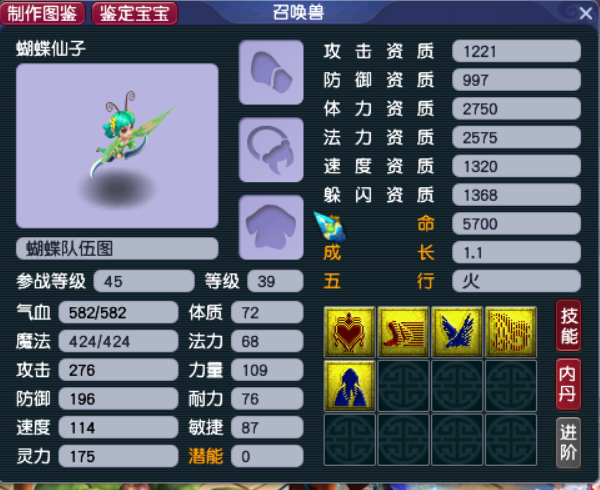 制作图鉴 鉴定宝宝 召唤兽
蝴蝶仙子
攻击资质 1221
防御资质 997
体力资质 2750
法力资质 2575
速度资质 1320
躲闪资质 1368
命 5700
成长 1.1
五行 火
蝴蝶队伍图
参战等级 45 等级 39
气血 582/582 体质 72
魔法 424/424 法力 68
攻击 276 力量 109
防御 196 耐力 76
速度 114 敏捷 87
灵力 175 潜能 0
技能
内丹
进阶